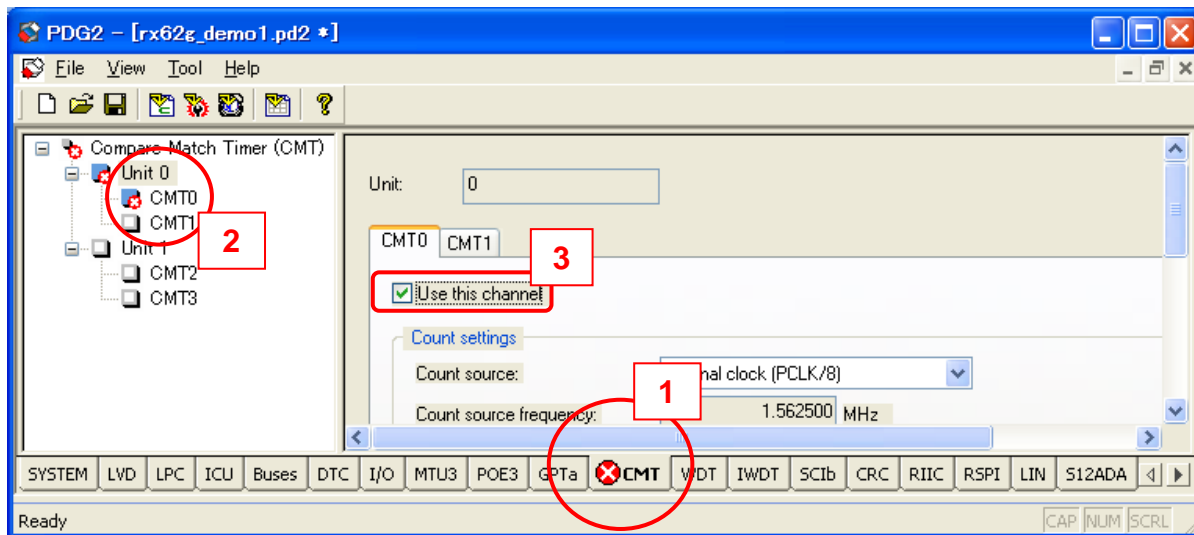 PDG2 – [rx62g_demo1.pd2 *]
File View Tool Help
Compare Match Timer (CMT)
Unit 0
CMT0
CMT1
Unit 1
CMT2
CMT3
2
Unit: 0
CMT0 CMT1
3
Use this channel
Count settings
Count source: nal clock (PCLK/8)
1
Count source frequency: 1.562500 MHz
SYSTEM LVD LPC ICU Buses DTC I/O MTU3 POE3 GPTa CMT WDT IWDT SCIb CRC RIIC RSPI LIN S12ADA
Ready CAP NUM SCRL